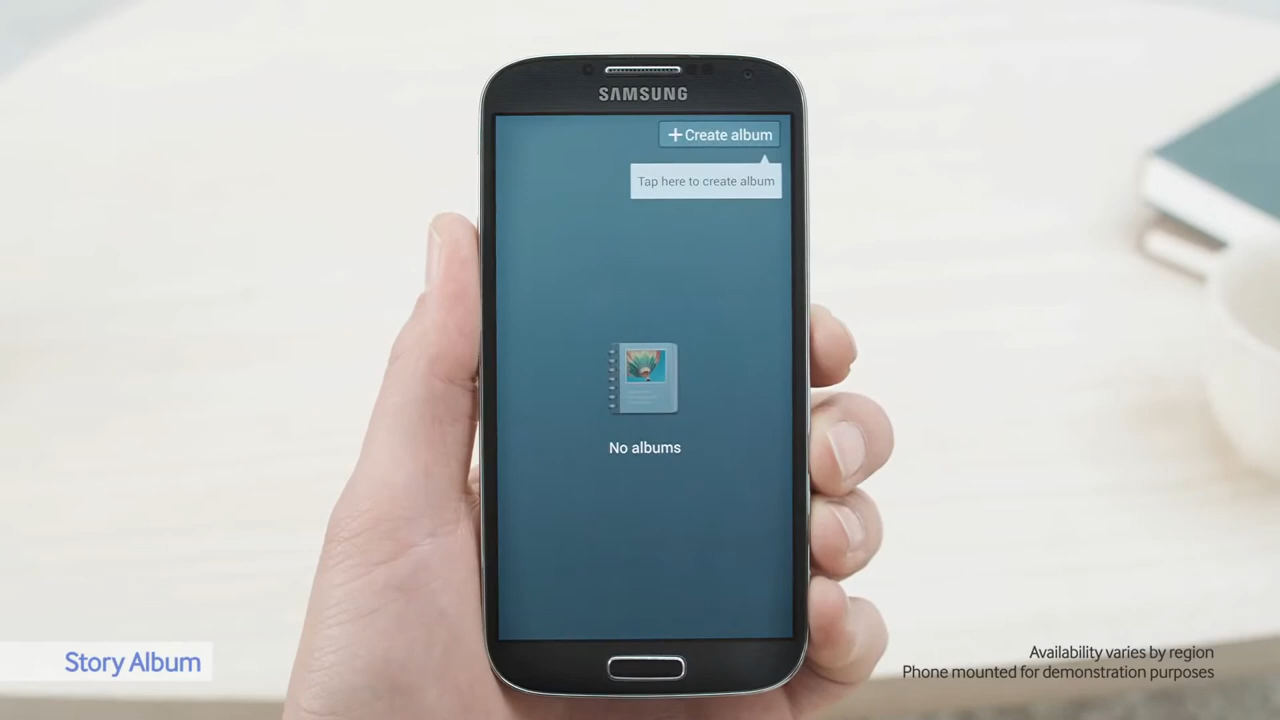 SAMSUNG
+Create album
Tap here to create album
No albums
Story Album
Availability varies by region
Phone mounted for demonstration purposes